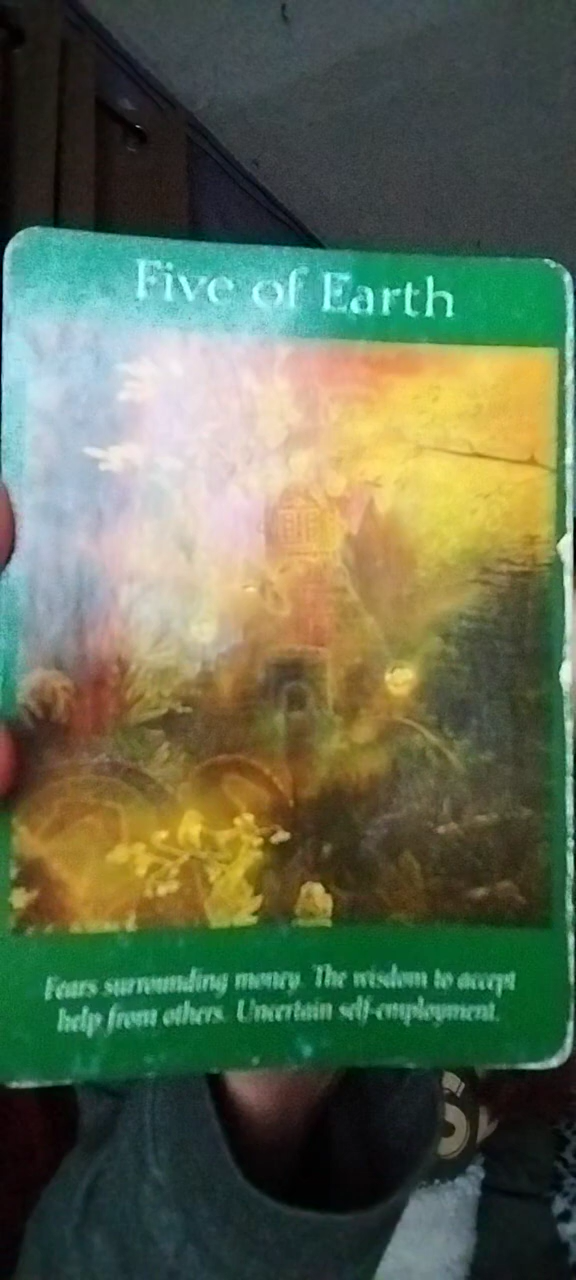 Five of Earth
Fears surrounding money. The wisdom to accept
help from others. Uncertain self-employment.